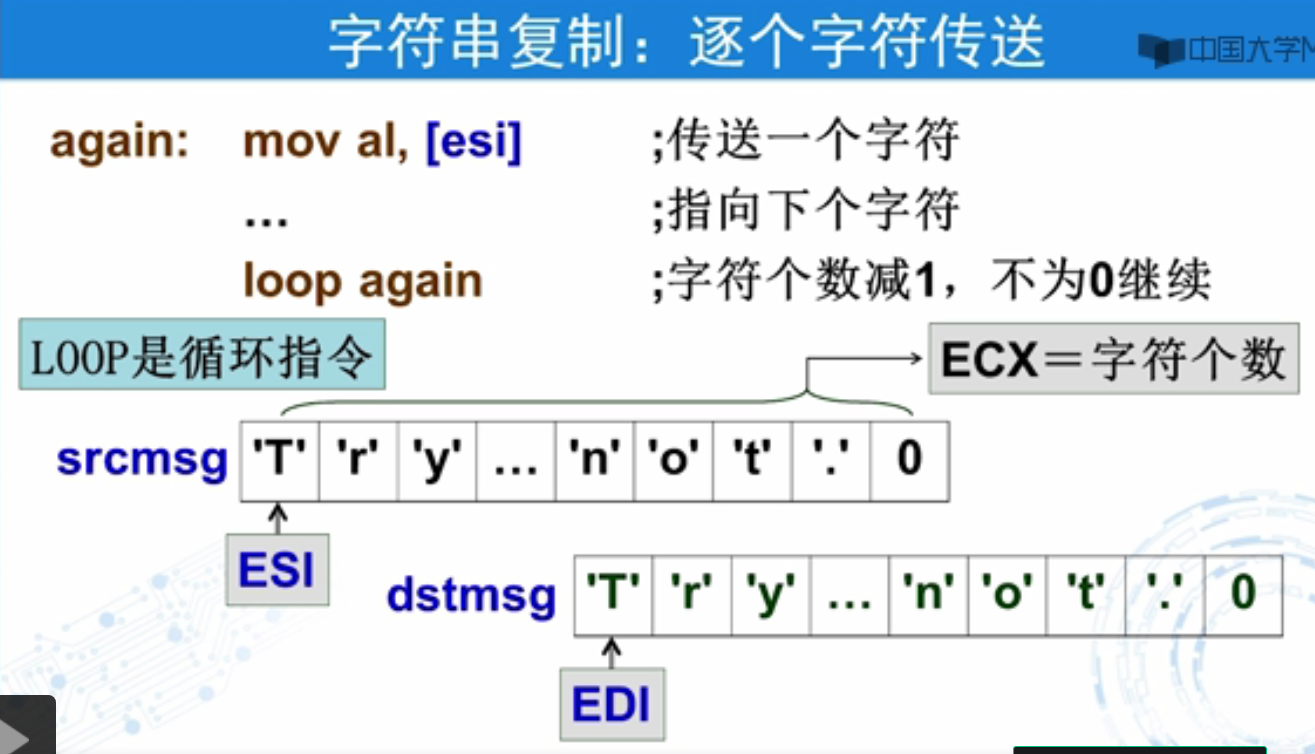 字符串复制：逐个字符传送
中国大学M
again: mov al, [esi] ;传送一个字符
… ;指向下个字符
loop again ;字符个数减1，不为0继续
LOOP是循环指令
ECX＝字符个数
srcmsg 'T' 'r' 'y' … 'n' 'o' 't' '.' 0
ESI
dstmsg 'T' 'r' 'y' … 'n' 'o' 't' '.' 0
EDI